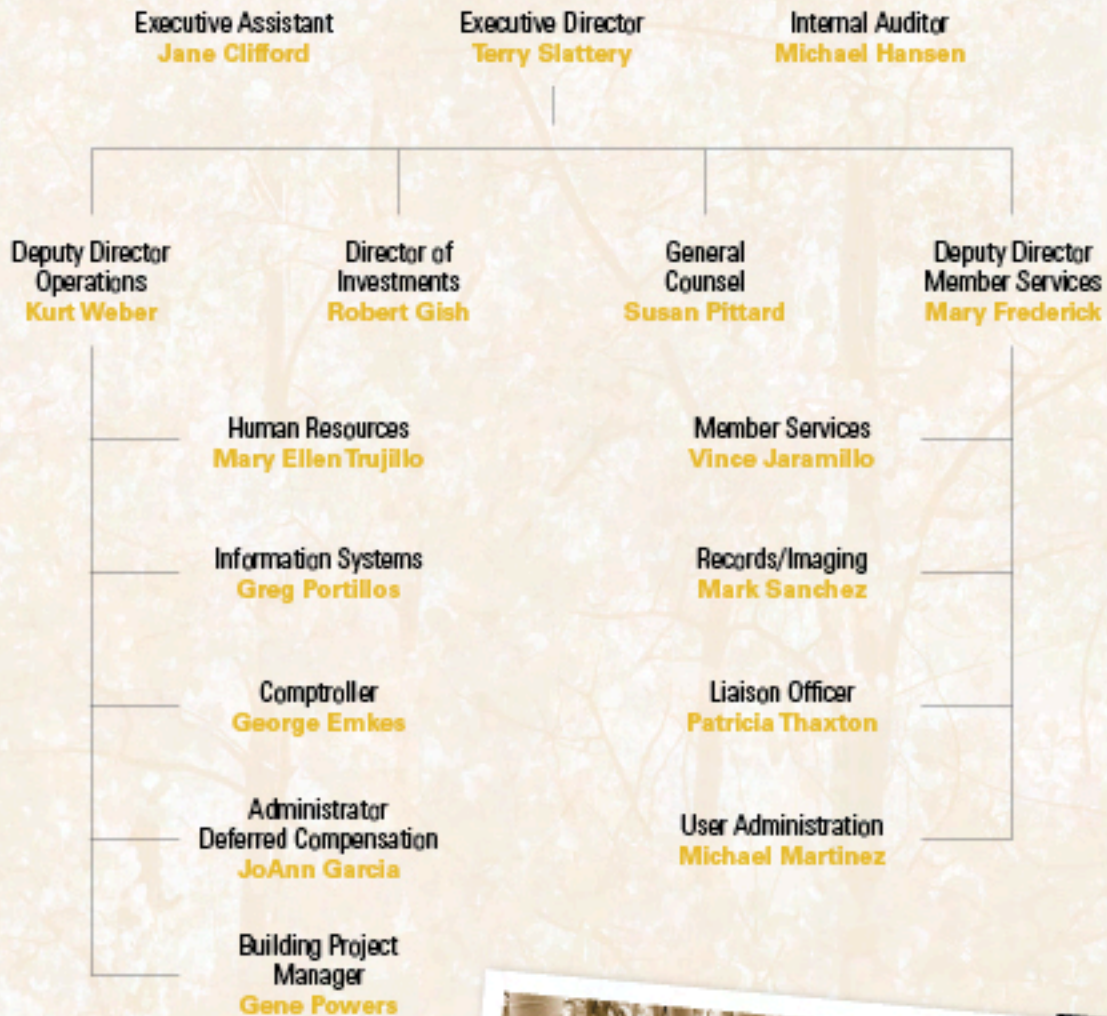 Executive Assistant
Jane Clifford
Executive Director
Terry Slattery
Internal Auditor
Michael Hansen
Deputy Director
Operations
Kurt Weber
Director of
Investments
Robert Gish
General
Counsel
Susan Pittard
Deputy Director
Member Services
Mary Frederick
Human Resources
Mary Ellen Trujillo
Member Services
Vince Jaramillo
Information Systems
Greg Portillos
Records/Imaging
Mark Sanchez
Comptroller
George Emkes
Liaison Officer
Patricia Thaxton
Administrator
Deferred Compensation
JoAnn Garcia
User Administration
Michael Martinez
Building Project
Manager
Gene Powers